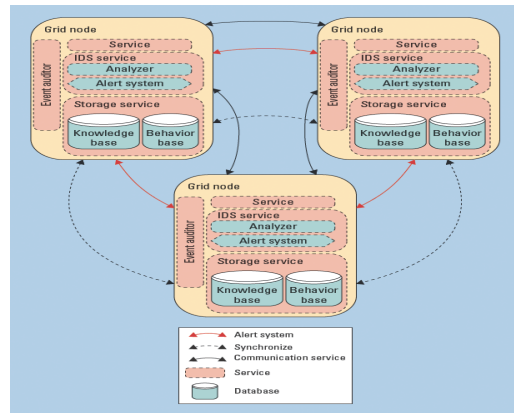 Grid node
Service
IDS service
Analyzer
Alert system
Storage service
Knowledge
base
Behavior
base
Event auditor
Grid node
Service
IDS service
Analyzer
Alert system
Storage service
Knowledge
base
Behavior
base
Event auditor
Grid node
Service
IDS service
Analyzer
Alert system
Storage service
Knowledge
base
Behavior
base
Event auditor
Alert system
Synchronize
Communication service
Service
Database